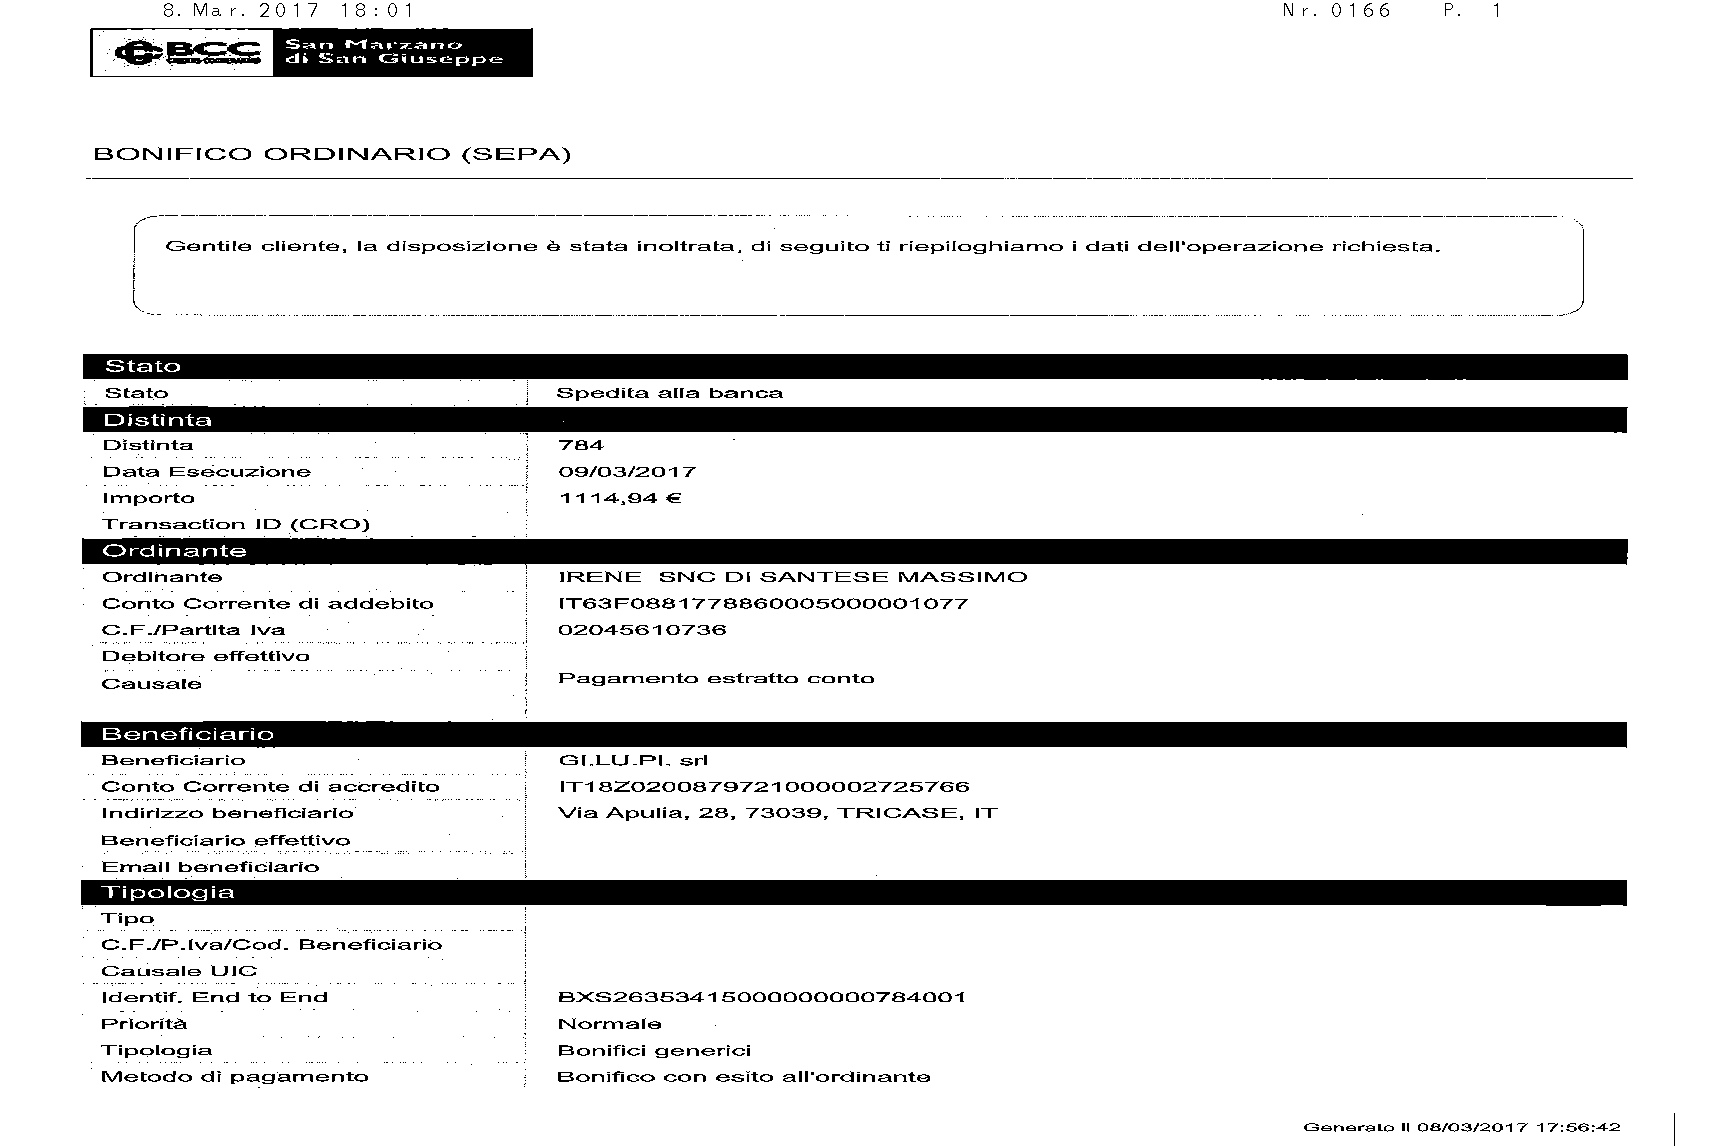 8. Mar. 2017 18:01 Nr. 0166 P. 1
BCC San Marzano
di San Giuseppe
BONIFICO ORDINARIO (SEPA)
Gentile cliente, la disposizione è stata inoltrata, di seguito ti riepiloghiamo i dati dell'operazione richiesta.
Stato
Stato Spedita alla banca
Distinta
Distinta 784
Data Esecuzione 09/03/2017
Importo 1114,94 €
Transaction ID (CRO)
Ordinante
Ordinante IRENE SNC DI SANTESE MASSIMO
Conto Corrente di addebito IT63F0881778860005000001077
C.F./Partita Iva 02045610736
Debitore effettivo
Causale Pagamento estratto conto
Beneficiario
Beneficiario GI.LU.PI. srl
Conto Corrente di accredito IT18Z0200879721000002725766
Indirizzo beneficiario Via Apulia, 28, 73039, TRICASE, IT
Beneficiario effettivo
Email beneficiario
Tipologia
Tipo
C.F./P.Iva/Cod. Beneficiario
Causale UIC
Identif. End to End BXS26353415000000000784001
Priorità Normale
Tipologia Bonifici generici
Metodo di pagamento Bonifico con esito all'ordinante
Generato il 08/03/2017 17:56:42